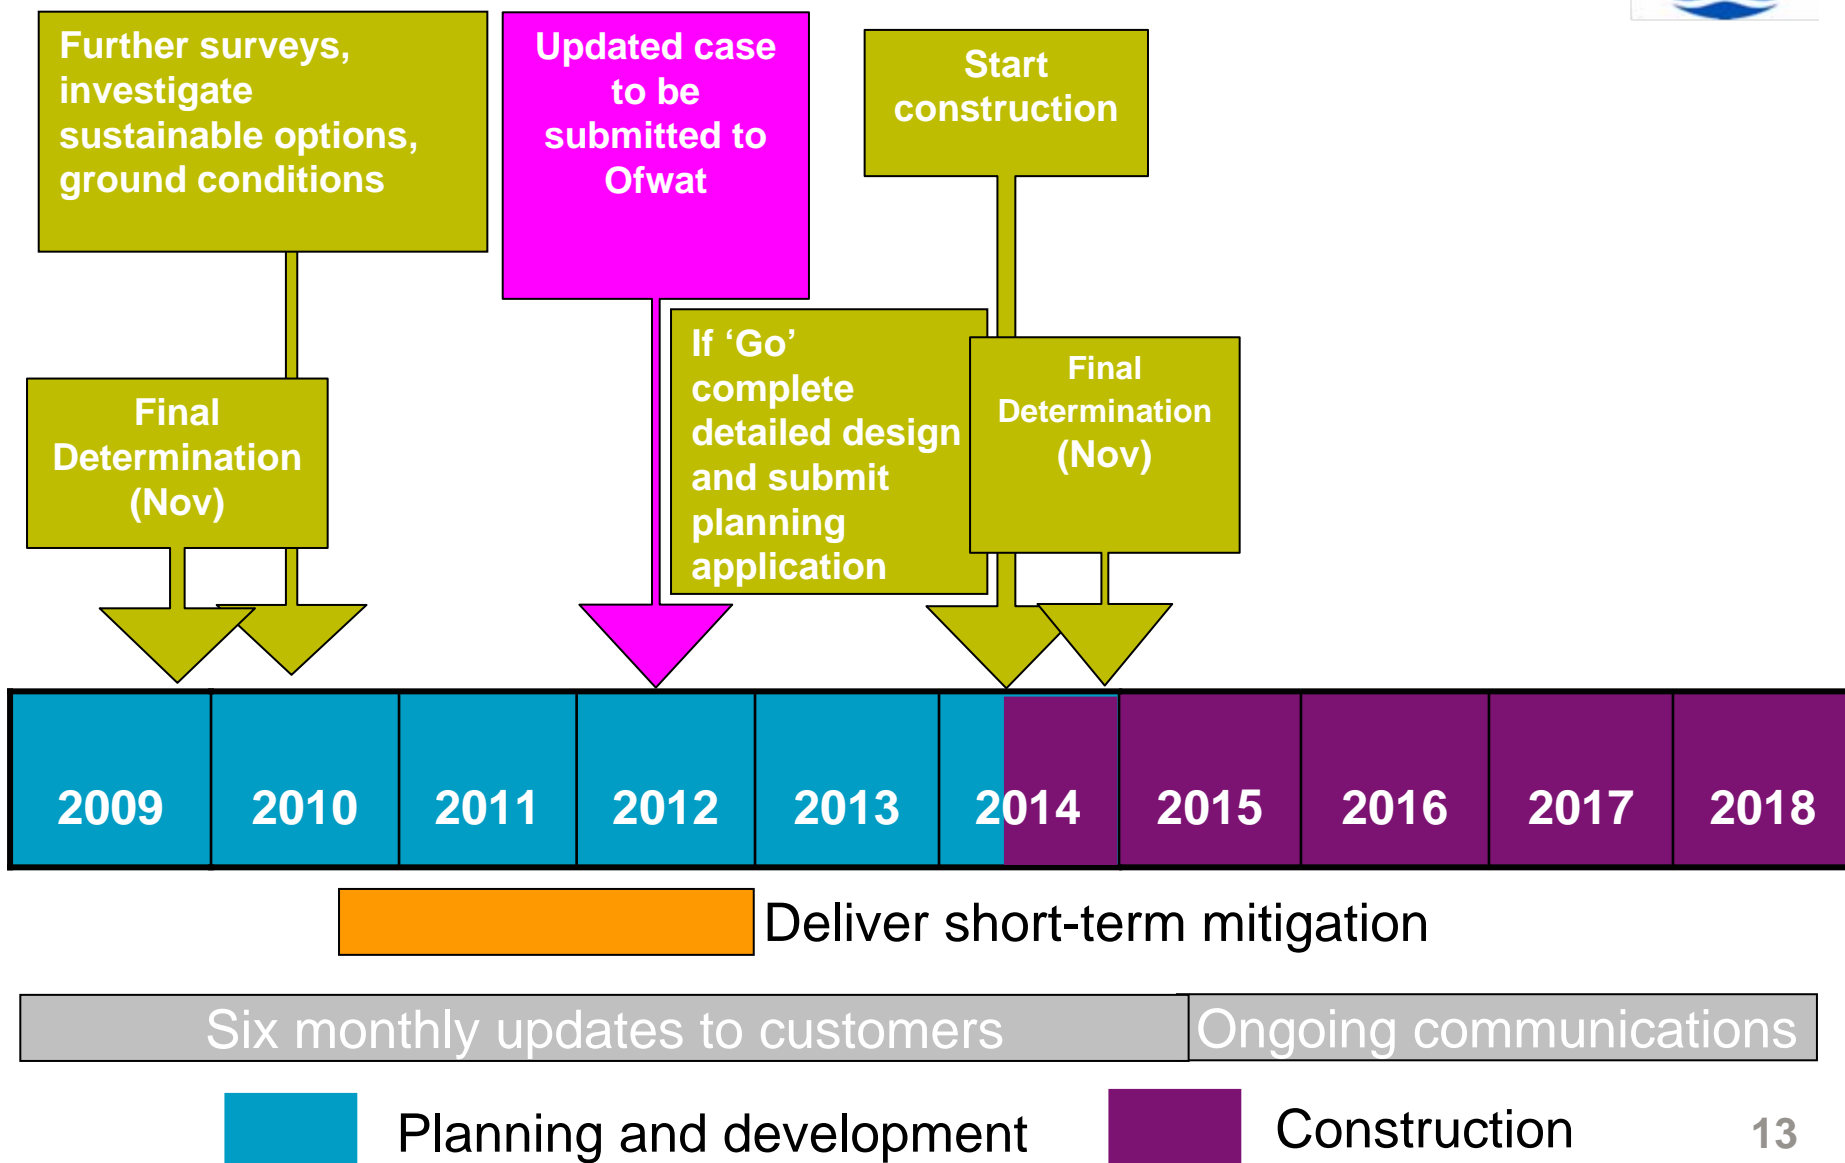 Further surveys,
investigate
sustainable options,
ground conditions
Updated case
to be
submitted to
Ofwat
Start
construction
Final
Determination
(Nov)
If ‘Go’
complete
detailed design
and submit
planning
application
Final
Determination
(Nov)
2009 2010 2011 2012 2013 2014 2015 2016 2017 2018
Deliver short-term mitigation
Six monthly updates to customers
Ongoing communications
Planning and development
Construction
13